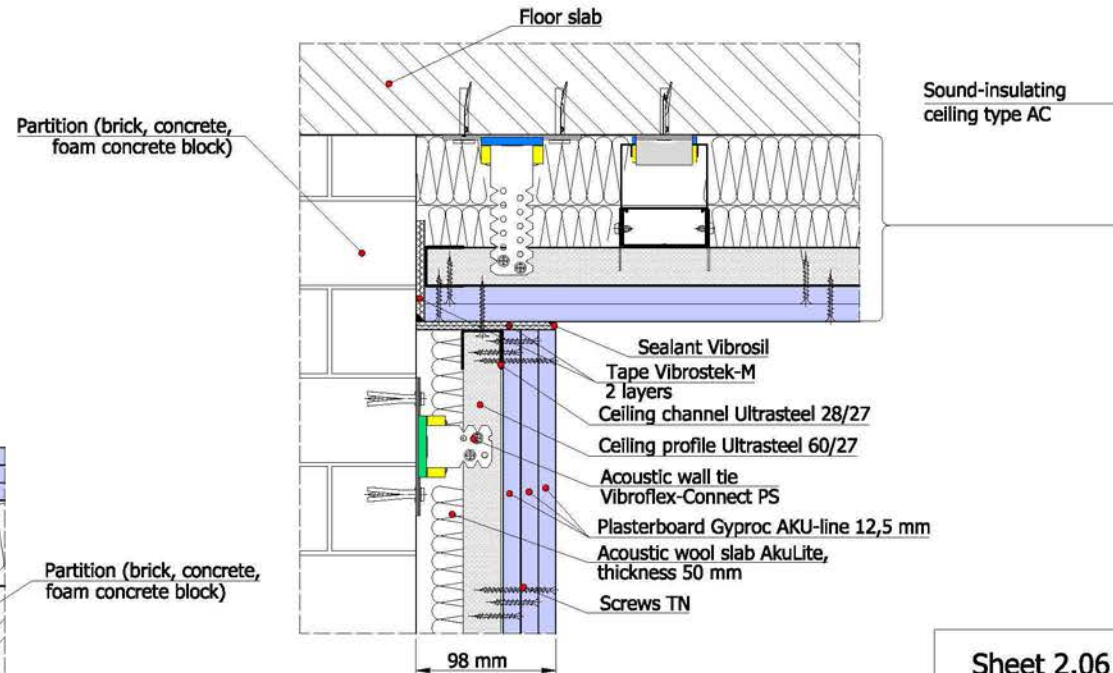 Floor slab
Sound-insulating
ceiling type AC
Partition (brick, concrete,
foam concrete block)
Sealant Vibrosil
Tape Vibrostek-M
2 layers
Ceiling channel Ultrasteel 28/27
Ceiling profile Ultrasteel 60/27
Acoustic wall tie
Vibroflex-Connect PS
Plasterboard Gyproc AKU-line 12,5 mm
Acoustic wool slab AkuLite,
thickness 50 mm
Partition (brick, concrete,
foam concrete block)
Screws TN
98 mm
Sheet 2.06